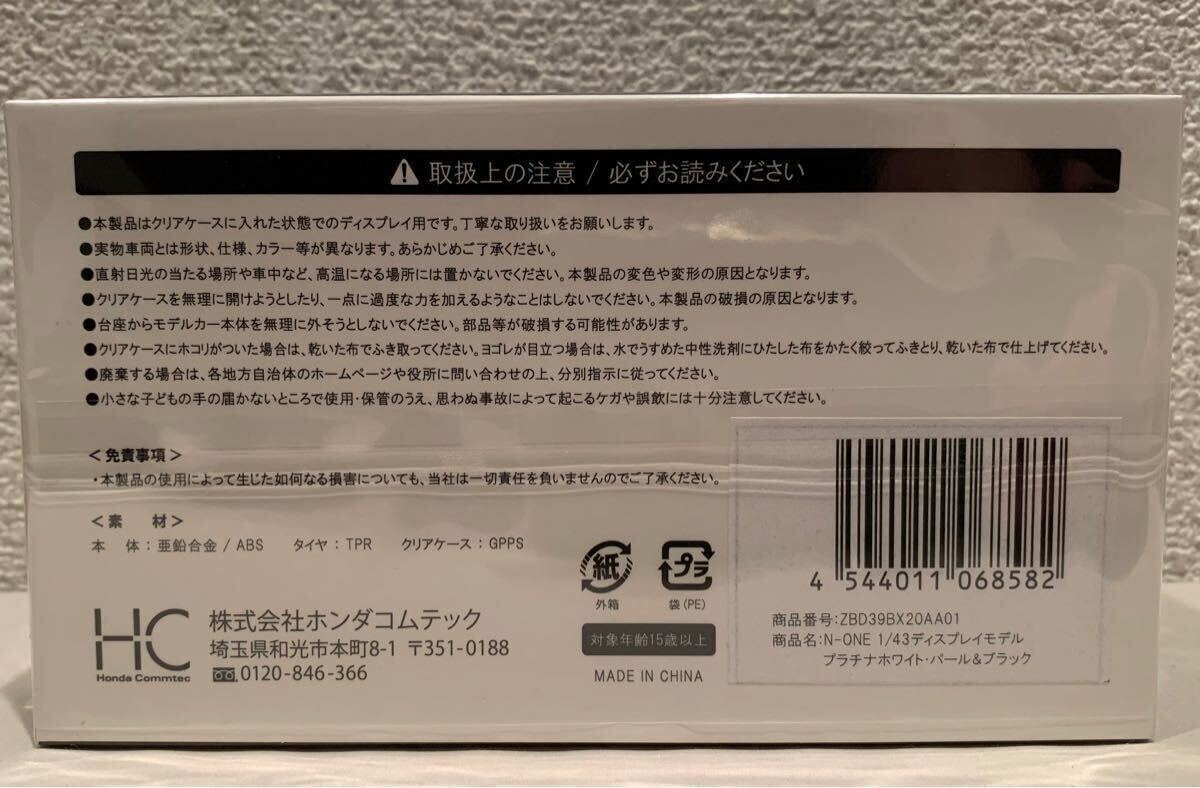 取扱上の注意 / 必ずお読みください
●本製品はクリアケースに入れた状態でのディスプレイ用です。丁寧な取り扱いをお願いします。
●実物車両とは形状、仕様、カラー等が異なります。あらかじめご了承ください。
●直射日光の当たる場所や車中など、高温になる場所には置かないでください。本製品の変色や変形の原因となります。
●クリアケースを無理に開けようとしたり、一点に過度な力を加えるようなことはしないでください。本製品の破損の原因となります。
●台座からモデルカー本体を無理に外そうとしないでください。部品等が破損する可能性があります。
●クリアケースにホコリがついた場合は、乾いた布でふき取ってください。ヨゴレが目立つ場合は、水でうすめた中性洗剤にひたした布をかたく絞ってふきとり、乾いた布で仕上げてください。
●廃棄する場合は、各地方自治体のホームページや役所に問い合わせの上、分別指示に従ってください。
●小さな子どもの手の届かないところで使用・保管のうえ、思わぬ事故によって起こるケガや誤飲には十分注意してください。
＜免責事項＞
・本製品の使用によって生じた如何なる損害についても、当社は一切責任を負いませんのでご了承ください。
＜素　材＞
本　体：亜鉛合金 / ABS　タイヤ：TPR　クリアケース：GPPS
HC
Honda Commtec
株式会社ホンダコムテック
埼玉県和光市本町8-1 〒351-0188
0120-846-366
紙
外箱
プラ
袋(PE)
対象年齢15歳以上
MADE IN CHINA
4 544011 068582
商品番号:ZBD39BX20AA01
商品名:N-ONE 1/43ディスプレイモデル
プラチナホワイト・パール&ブラック